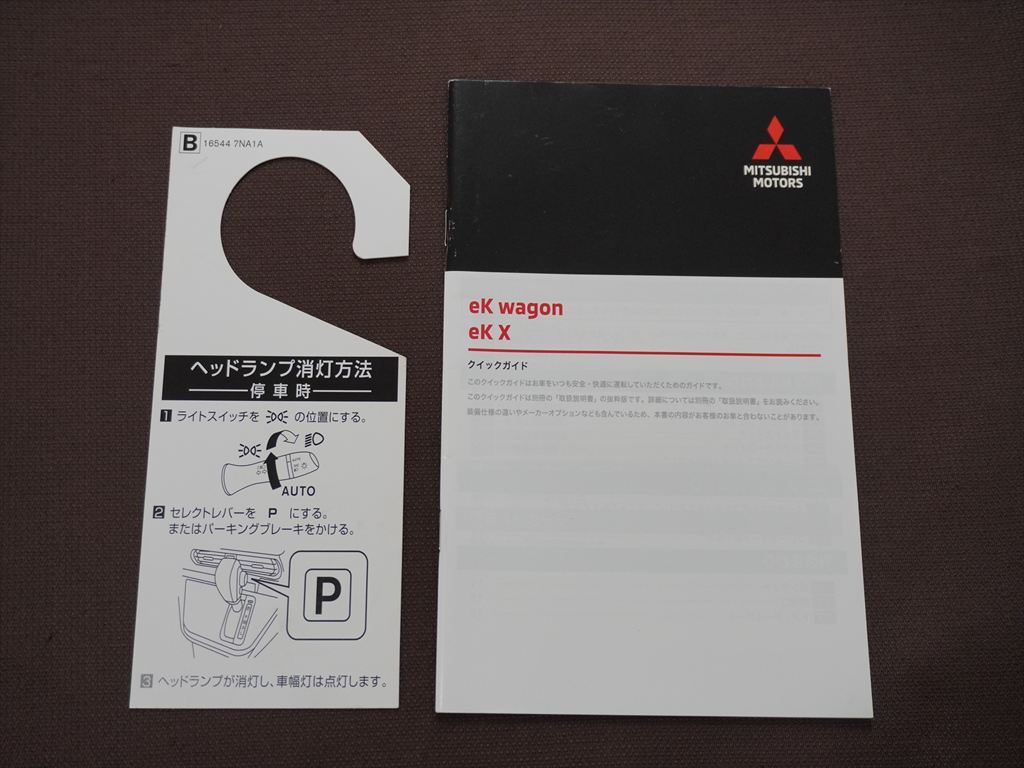 B 16544 7NA1A
ヘッドランプ消灯方法
停車時
1 ライトスイッチを の位置にする。
AUTO
2 セレクトレバーを P にする。
またはパーキングブレーキをかける。
P
3 ヘッドランプが消灯し、車幅灯は点灯します。
MITSUBISHI
MOTORS
eK wagon
eK X
クイックガイド
このクイックガイドはお車をいつも安全・快適に運転していただくためのガイドです。
このクイックガイドは別冊の「取扱説明書」の抜粋版です。詳細については別冊の「取扱説明書」をお読みください。
装備仕様の違いやメーカーオプションなども含んでいるため、本書の内容がお客様のお車と合わないことがあります。